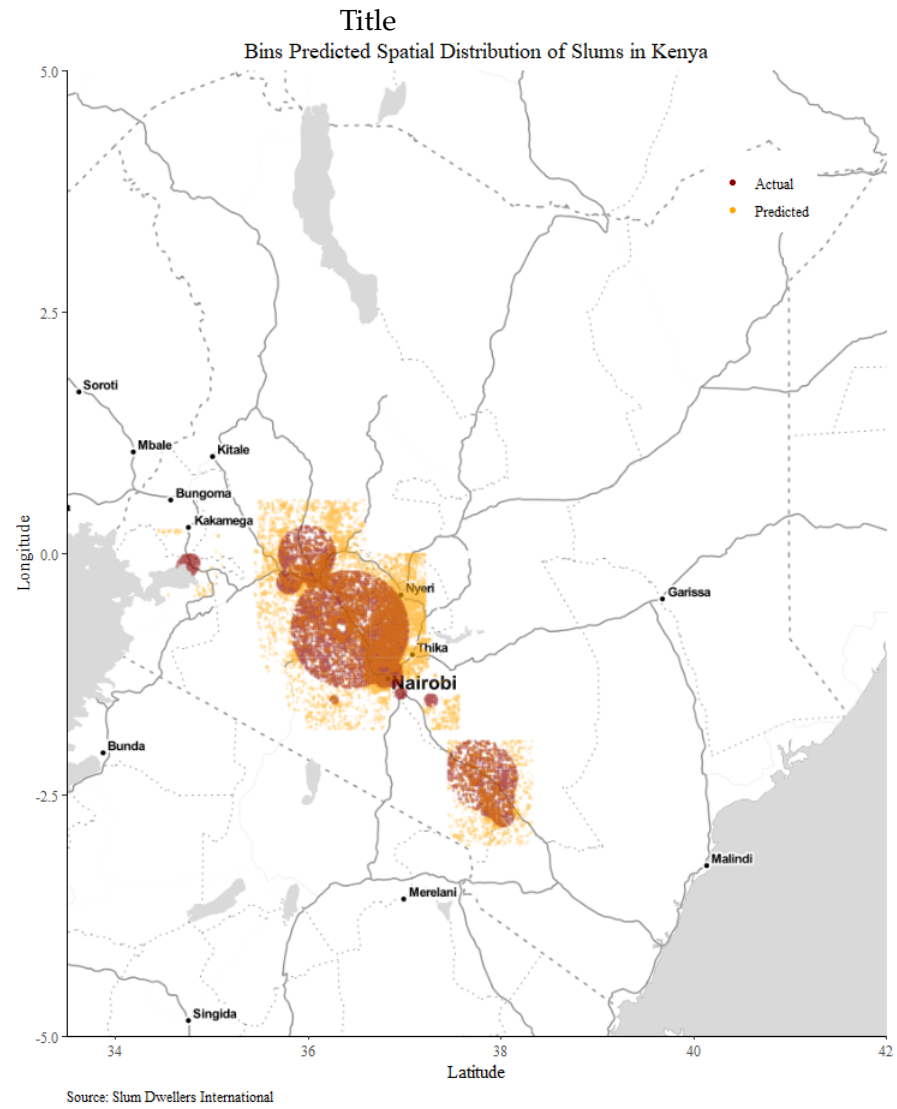 Title
Bins Predicted Spatial Distribution of Slums in Kenya
5.0
Actual
Predicted
2.5
Soroti
Mbale
Kitale
Bungoma
Kakamega
0.0
Nyeri
Garissa
Thika
Nairobi
Bunda
-2.5
Malindi
Merelani
Singida
-5.0
34
36
38
40
42
Longitude
Latitude
Source: Slum Dwellers International